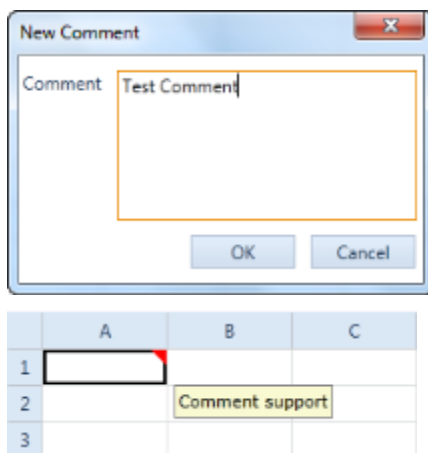 New Comment
Comment Test Comment
OK Cancel
A B C
1
2 Comment support
3